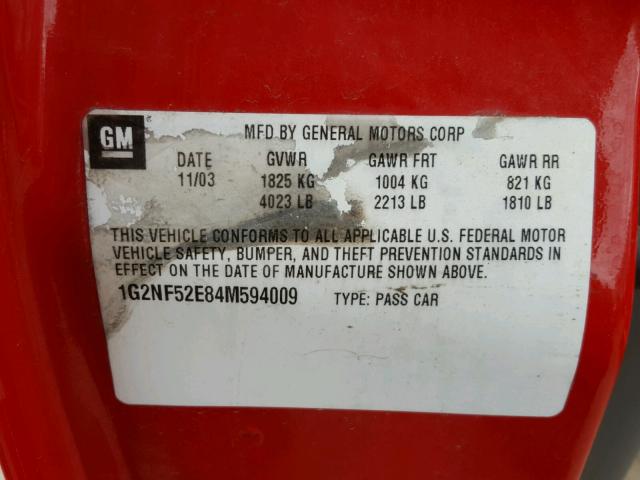 GM
MFD BY GENERAL MOTORS CORP
DATE GVWR GAWR FRT GAWR RR
11/03 1825 KG 1004 KG 821 KG
4023 LB 2213 LB 1810 LB
THIS VEHICLE CONFORMS TO ALL APPLICABLE U.S. FEDERAL MOTOR
VEHICLE SAFETY, BUMPER, AND THEFT PREVENTION STANDARDS IN
EFFECT ON THE DATE OF MANUFACTURE SHOWN ABOVE.
1G2NF52E84M594009 TYPE: PASS CAR